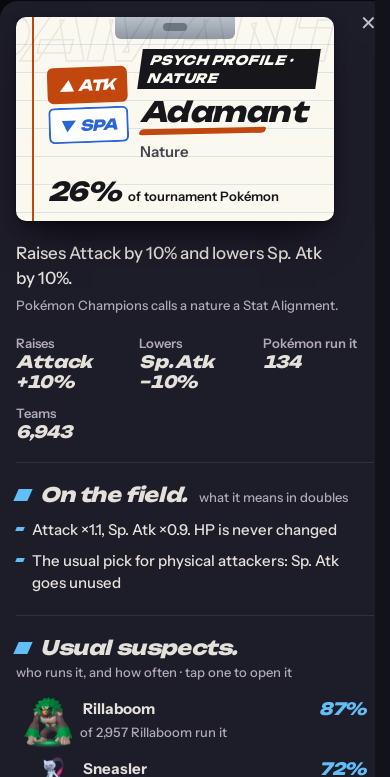 PSYCH PROFILE ·
NATURE
▲ ATK
▼ SPA
Adamant
Nature
26% of tournament Pokémon
Raises Attack by 10% and lowers Sp. Atk
by 10%.
Pokémon Champions calls a nature a Stat Alignment.
Raises
Attack
+10%
Lowers
Sp. Atk
−10%
Pokémon run it
134
Teams
6,943
On the field. what it means in doubles
Attack ×1.1, Sp. Atk ×0.9. HP is never changed
The usual pick for physical attackers: Sp. Atk
goes unused
Usual suspects.
who runs it, and how often · tap one to open it
Rillaboom 87%
of 2,957 Rillaboom run it
Sneasler 72%